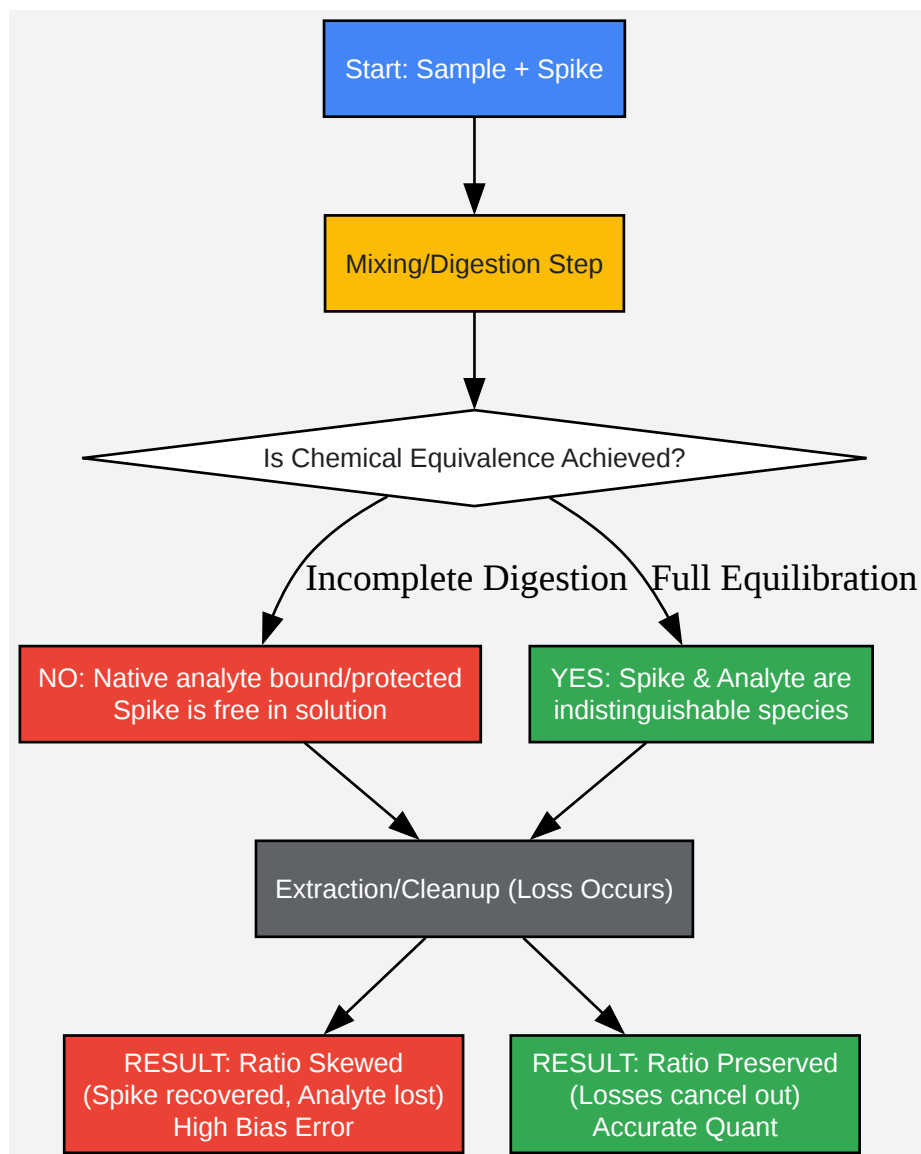 Start: Sample + Spike
Mixing/Digestion Step
Is Chemical Equivalence Achieved?
Incomplete Digestion
Full Equilibration
NO: Native analyte bound/protected
Spike is free in solution
YES: Spike & Analyte are
indistinguishable species
Extraction/Cleanup (Loss Occurs)
RESULT: Ratio Skewed
(Spike recovered, Analyte lost)
High Bias Error
RESULT: Ratio Preserved
(Losses cancel out)
Accurate Quant